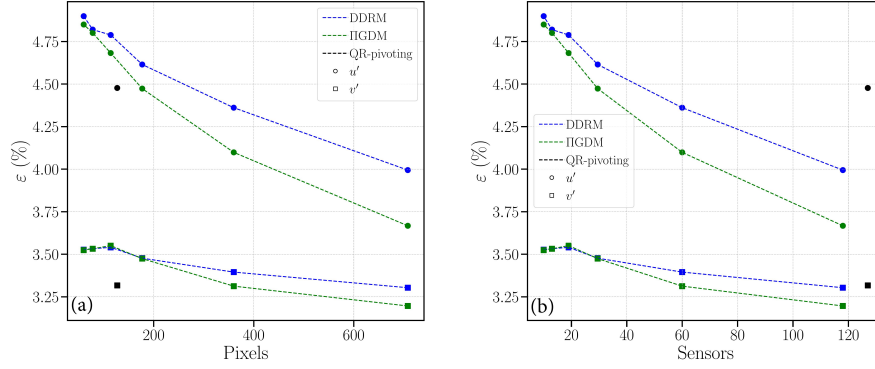 4.75
4.50
4.25
4.00
3.75
3.50
3.25
ε (%)
DDRM
ΠGDM
QR-pivoting
u′
v′
(a)
200
400
600
Pixels
4.75
4.50
4.25
4.00
3.75
3.50
3.25
ε (%)
DDRM
ΠGDM
QR-pivoting
u′
v′
(b)
20
40
60
80
100
120
Sensors